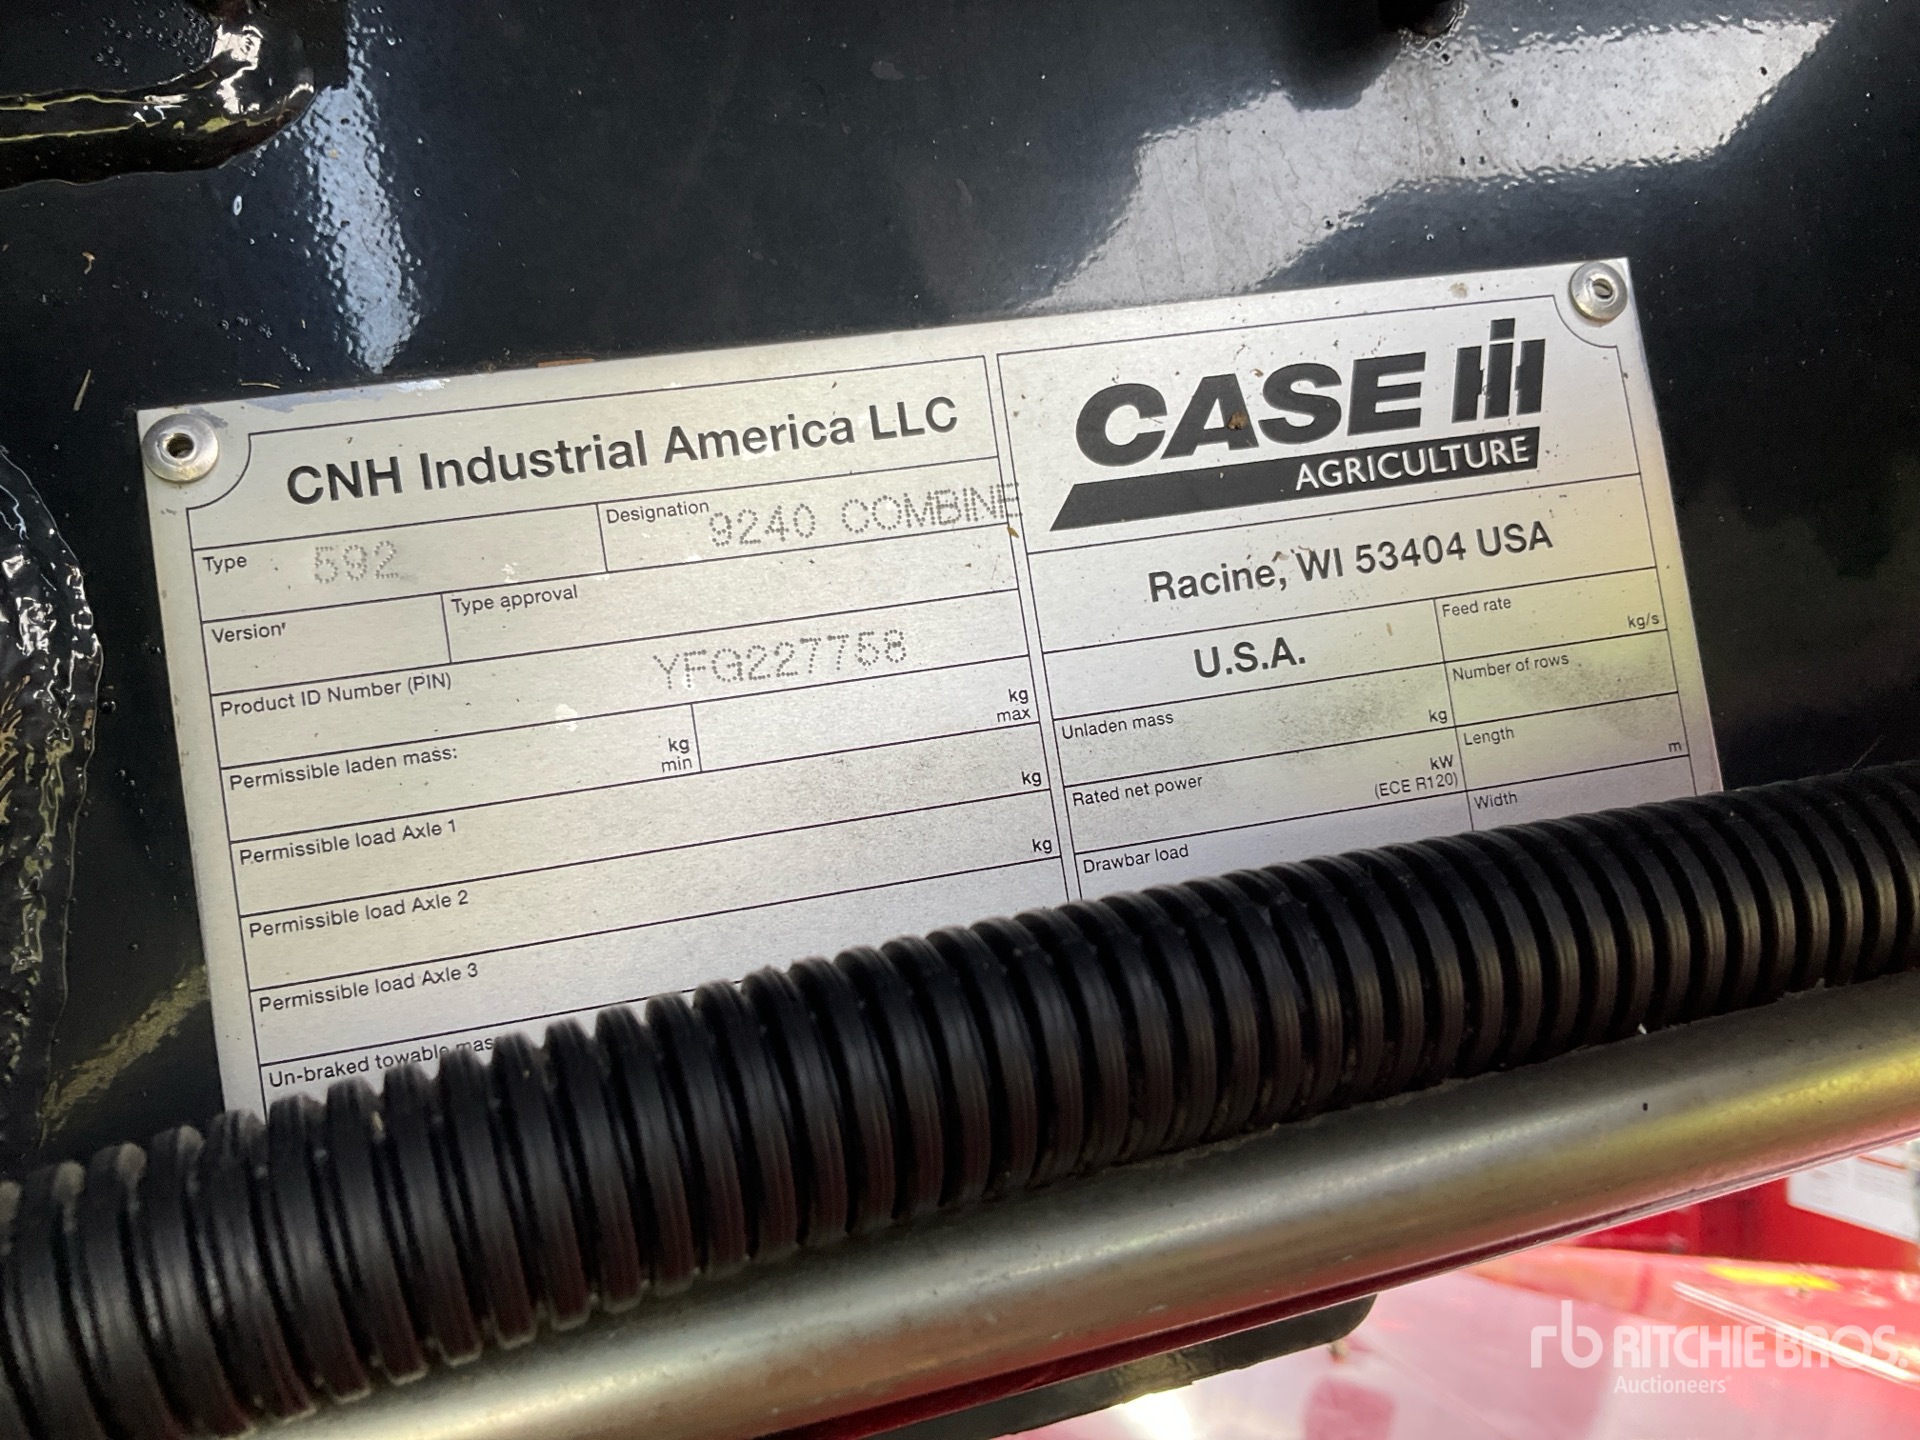 CNH Industrial America LLC
Type 592
Designation 9240 COMBINE
Version
Type approval
Product ID Number (PIN) YFG227758
Permissible laden mass: kg min
kg max
Permissible load Axle 1 kg
Permissible load Axle 2 kg
Permissible load Axle 3
Un-braked towable mas
CASE IH
AGRICULTURE
Racine, WI 53404 USA
U.S.A.
Feed rate kg/s
Unladen mass kg
Number of rows
Rated net power kW (ECE R120)
Length m
Drawbar load
Width
rb RITCHIE BROS.
Auctioneers